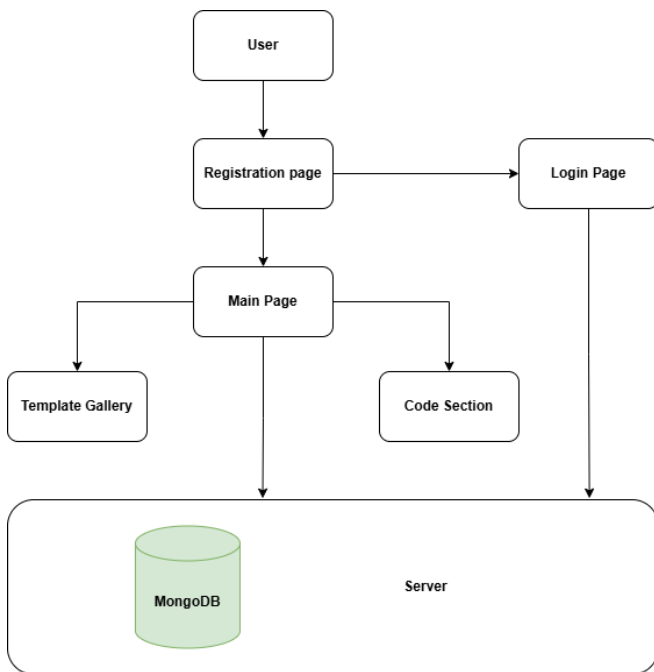 User
Registration page
Login Page
Main Page
Template Gallery
Code Section
MongoDB
Server